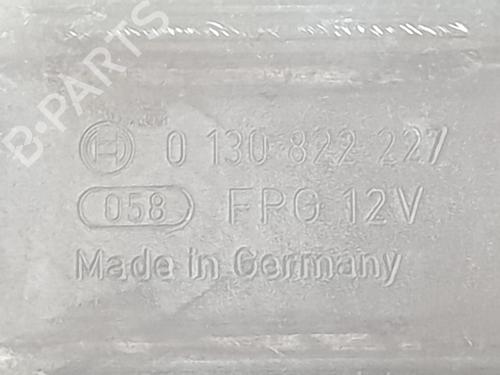 B-PARTS
0 130 822 227
058 FPG 12V
Made in Germany